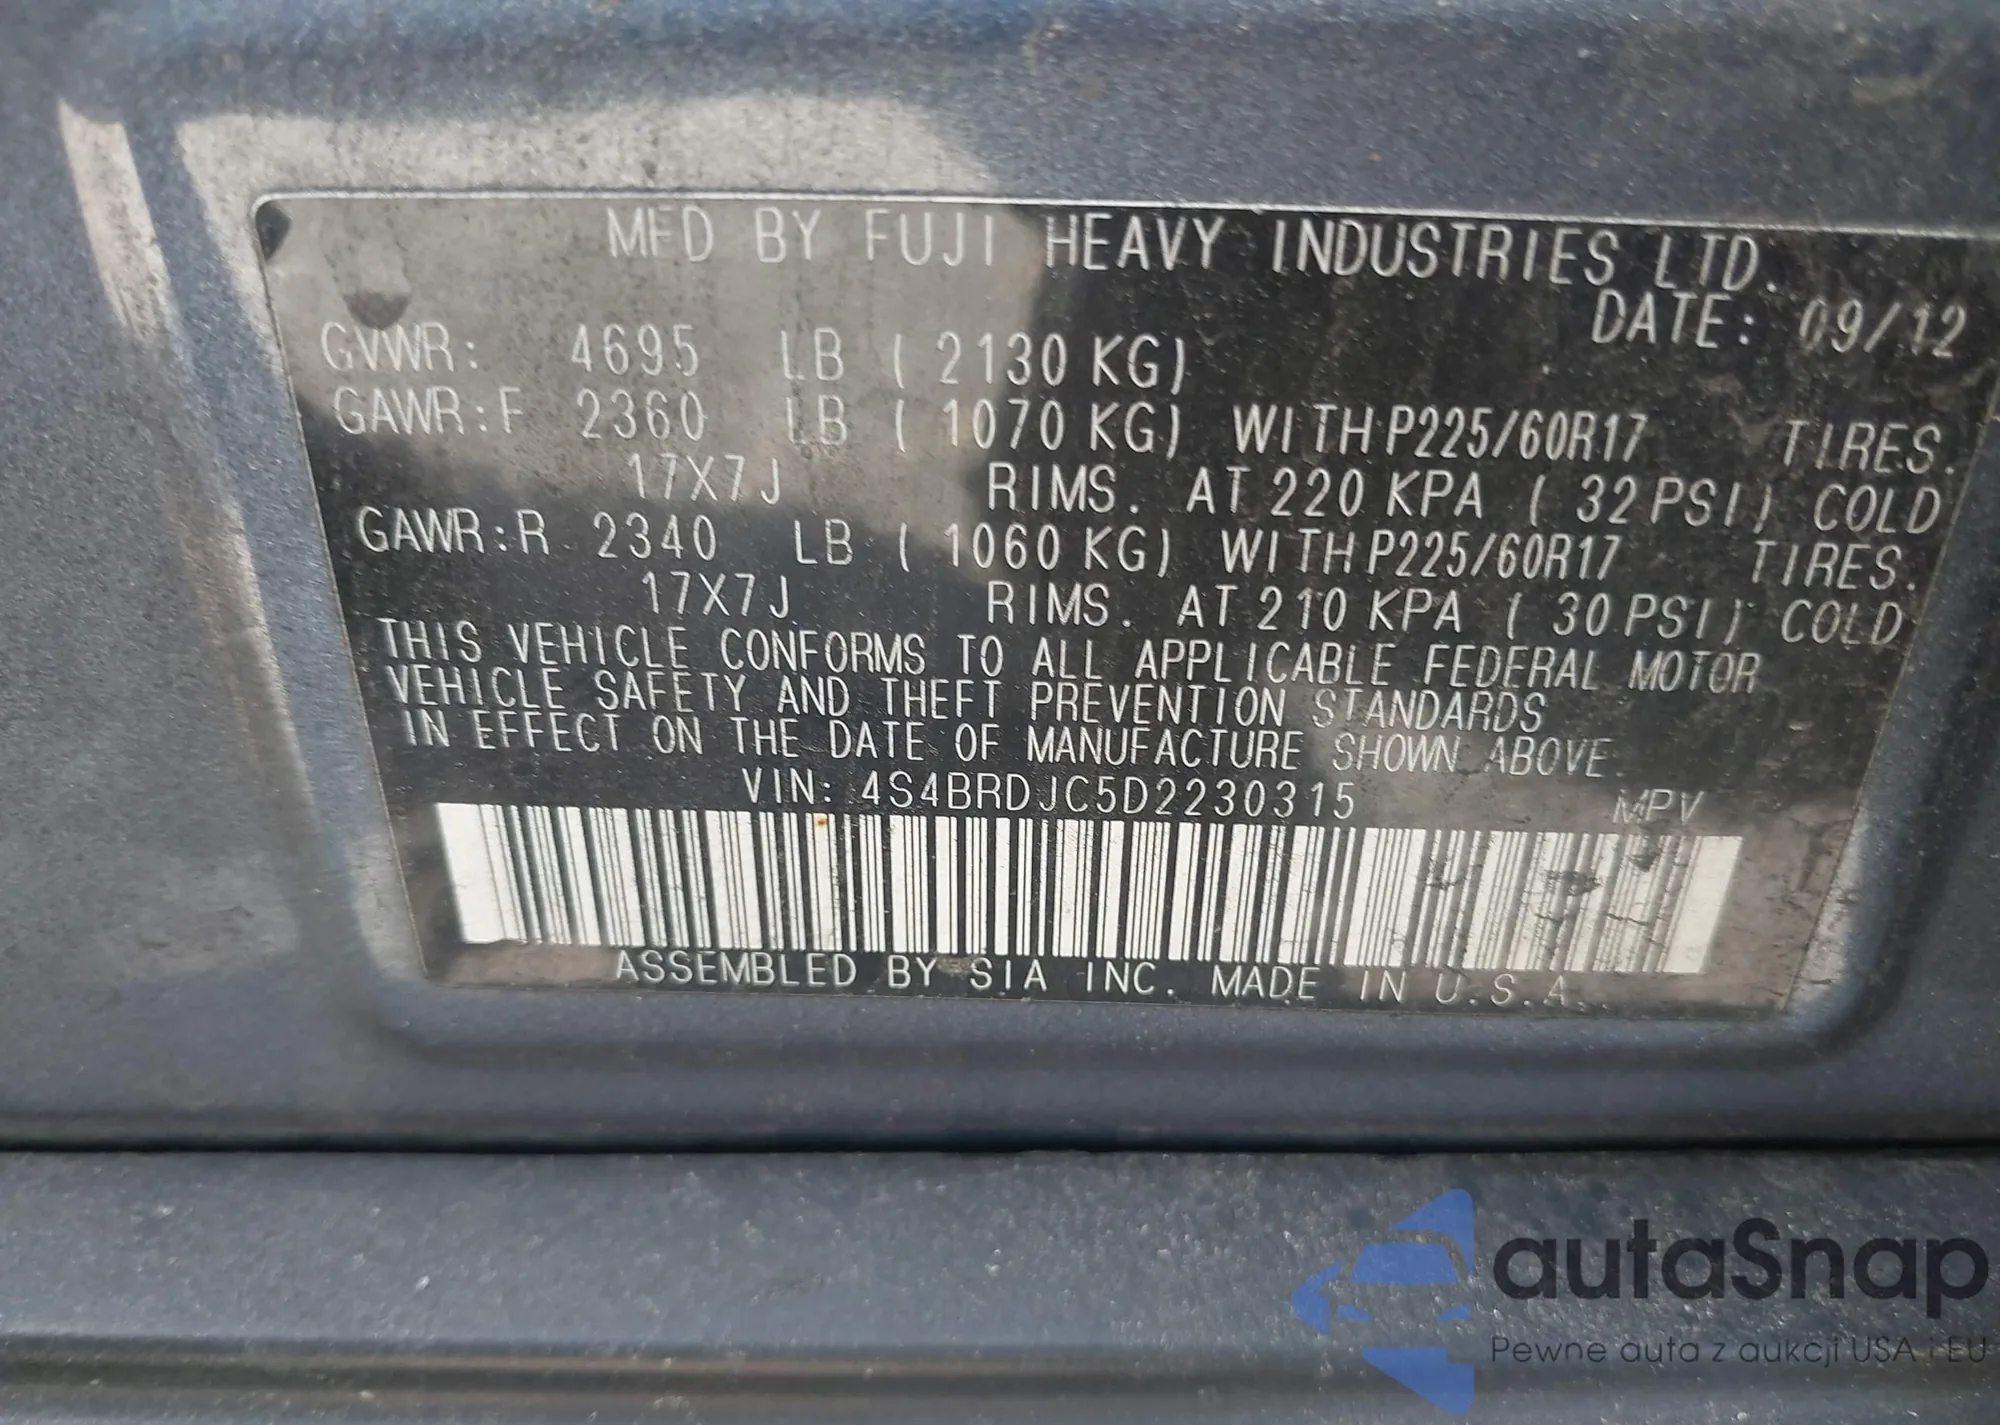 MFD BY FUJI HEAVY INDUSTRIES LTD.
DATE: 09/12
GVWR: 4695 LB ( 2130 KG)
GAWR:F 2360 LB ( 1070 KG) WITH P225/60R17 TIRES.
17X7J RIMS. AT 220 KPA ( 32 PSI) COLD
GAWR:R 2340 LB ( 1060 KG) WITH P225/60R17 TIRES.
17X7J RIMS. AT 210 KPA ( 30 PSI) COLD
THIS VEHICLE CONFORMS TO ALL APPLICABLE FEDERAL MOTOR
VEHICLE SAFETY AND THEFT PREVENTION STANDARDS
IN EFFECT ON THE DATE OF MANUFACTURE SHOWN ABOVE.
VIN: 4S4BRDJC5D2230315 MPV
ASSEMBLED BY SIA INC. MADE IN U.S.A.
autaSnap
Pewne auta z aukcji USA i EU